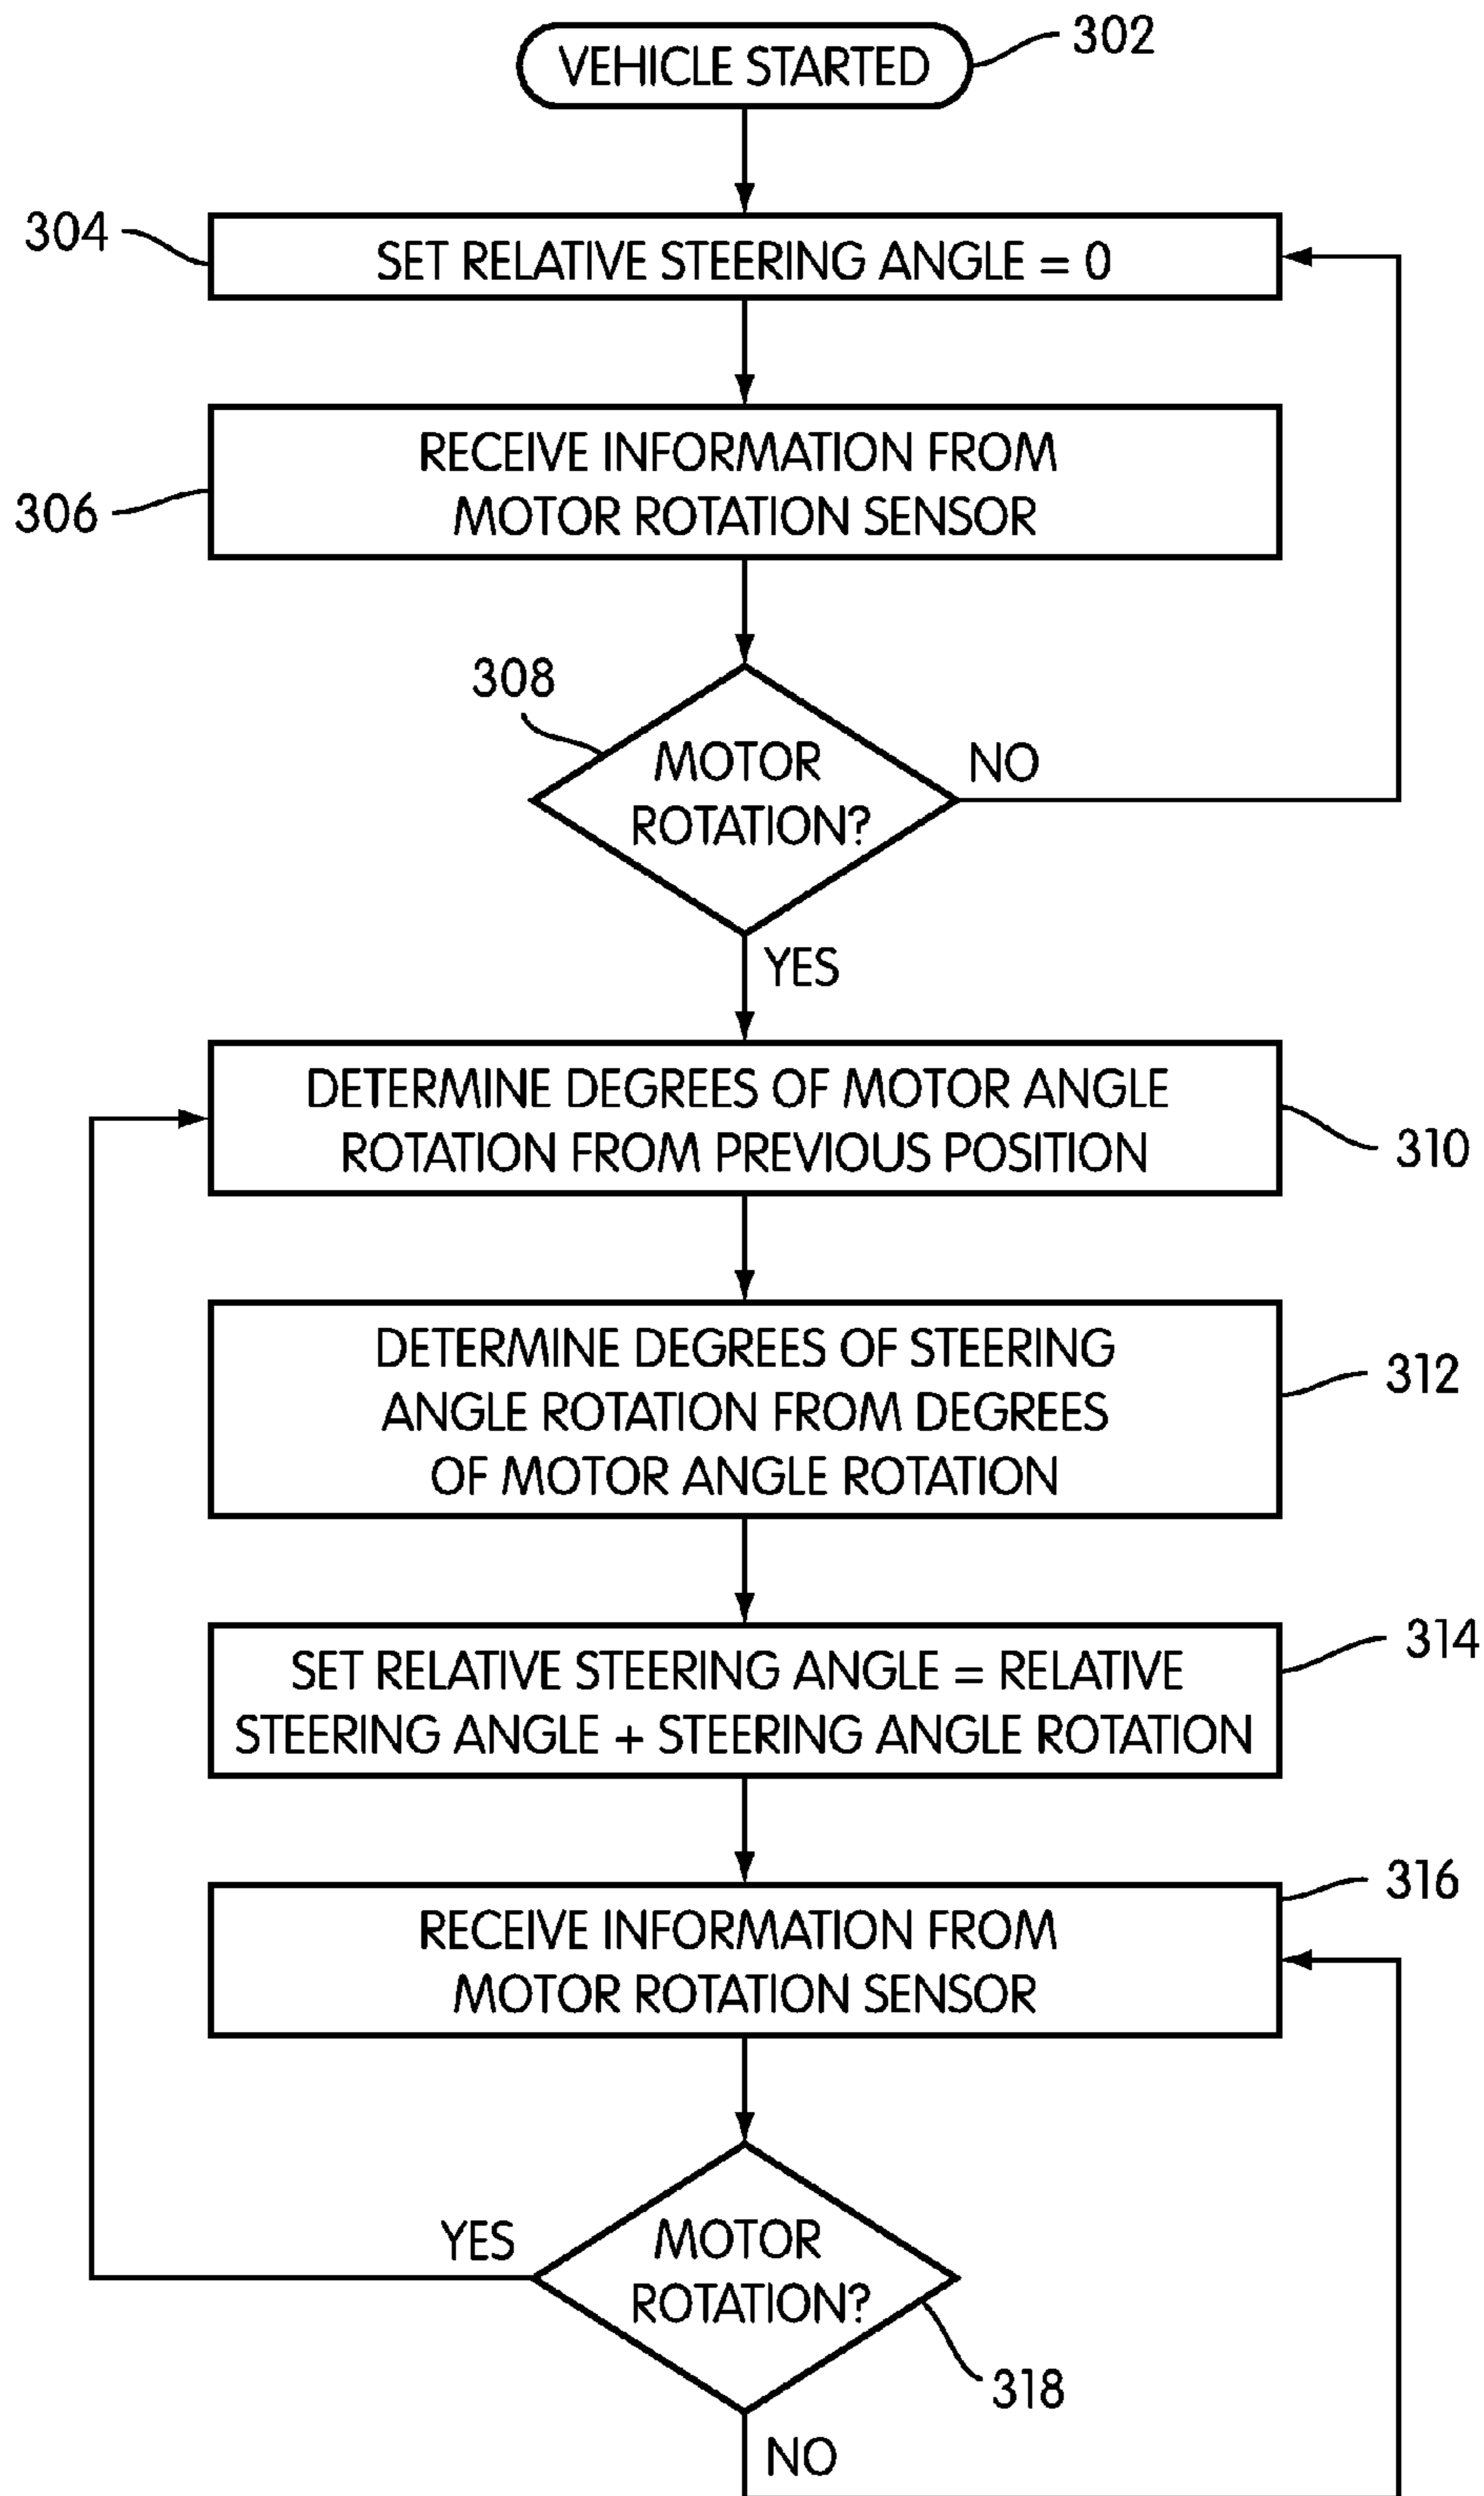 VEHICLE STARTED
302
304
SET RELATIVE STEERING ANGLE = 0
RECEIVE INFORMATION FROM
MOTOR ROTATION SENSOR
306
308
MOTOR
ROTATION?
NO
YES
DETERMINE DEGREES OF MOTOR ANGLE
ROTATION FROM PREVIOUS POSITION
310
DETERMINE DEGREES OF STEERING
ANGLE ROTATION FROM DEGREES
OF MOTOR ANGLE ROTATION
312
SET RELATIVE STEERING ANGLE = RELATIVE
STEERING ANGLE + STEERING ANGLE ROTATION
314
RECEIVE INFORMATION FROM
MOTOR ROTATION SENSOR
316
YES
MOTOR
ROTATION?
318
NO